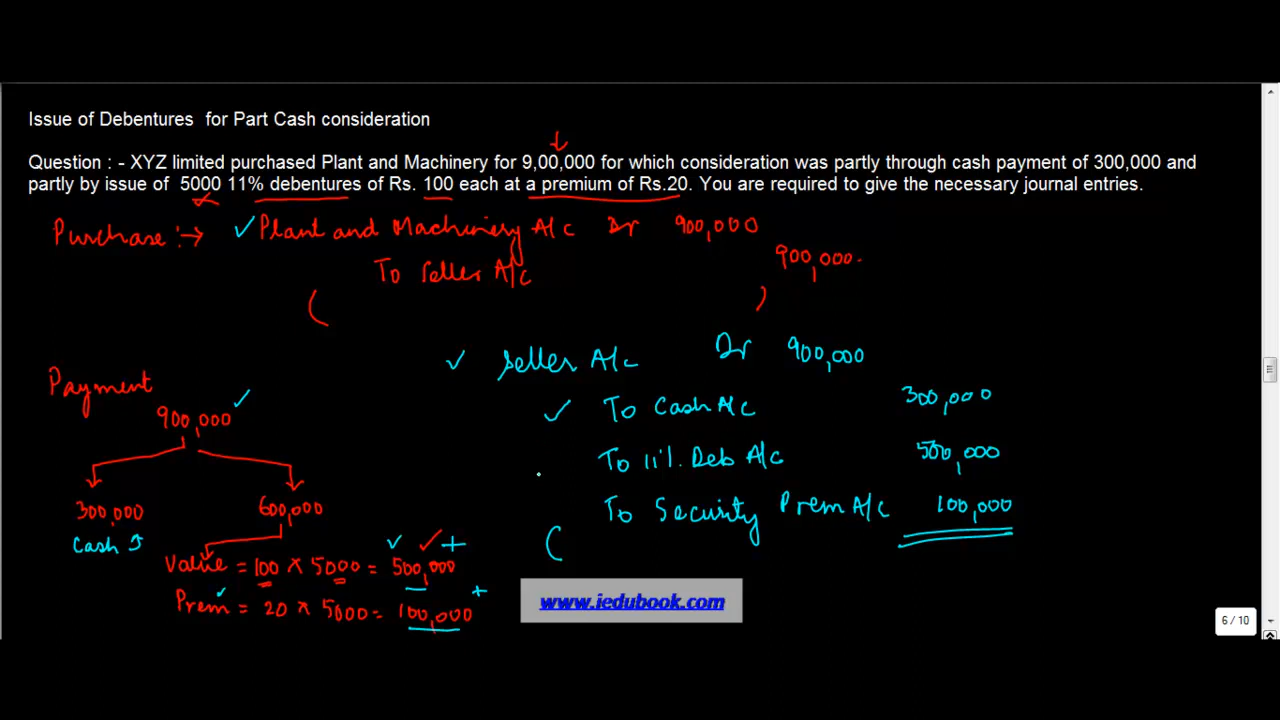 Issue of Debentures for Part Cash consideration
Question : - XYZ limited purchased Plant and Machinery for 9,00,000 for which consideration was partly through cash payment of 300,000 and
partly by issue of 5000 11% debentures of Rs. 100 each at a premium of Rs.20. You are required to give the necessary journal entries.
Purchase :→ ✓ Plant and Machinery A/c Dr 900,000
To Seller A/c 900,000
( )
✓ Seller A/c Dr 900,000
✓ To Cash A/c 300,000
To 11%. Deb A/c 500,000
To Security Prem A/c 100,000
(
Payment
900,000 ✓
300,000 600,000
Cash
Value = 100 × 5000 = 500,000 ✓ ✓ +
Prem = 20 × 5000 = 100,000 +
www.iedubook.com
6 / 10